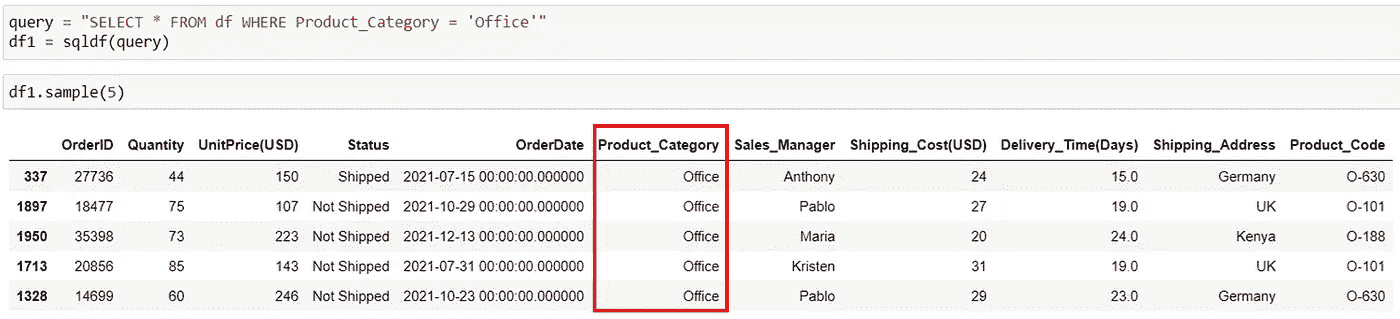 query = "SELECT * FROM df WHERE Product_Category = 'Office'"
df1 = sqldf(query)
df1.sample(5)
OrderID Quantity UnitPrice(USD) Status OrderDate Product_Category Sales_Manager Shipping_Cost(USD) Delivery_Time(Days) Shipping_Address Product_Code
337 27736 44 150 Shipped 2021-07-15 00:00:00.000000 Office Anthony 24 15.0 Germany O-630
1897 18477 75 107 Not Shipped 2021-10-29 00:00:00.000000 Office Pablo 27 19.0 UK O-101
1950 35398 73 223 Not Shipped 2021-12-13 00:00:00.000000 Office Maria 20 24.0 Kenya O-188
1713 20856 85 143 Not Shipped 2021-07-31 00:00:00.000000 Office Kristen 31 19.0 UK O-101
1328 14699 60 246 Not Shipped 2021-10-23 00:00:00.000000 Office Pablo 29 23.0 Germany O-630